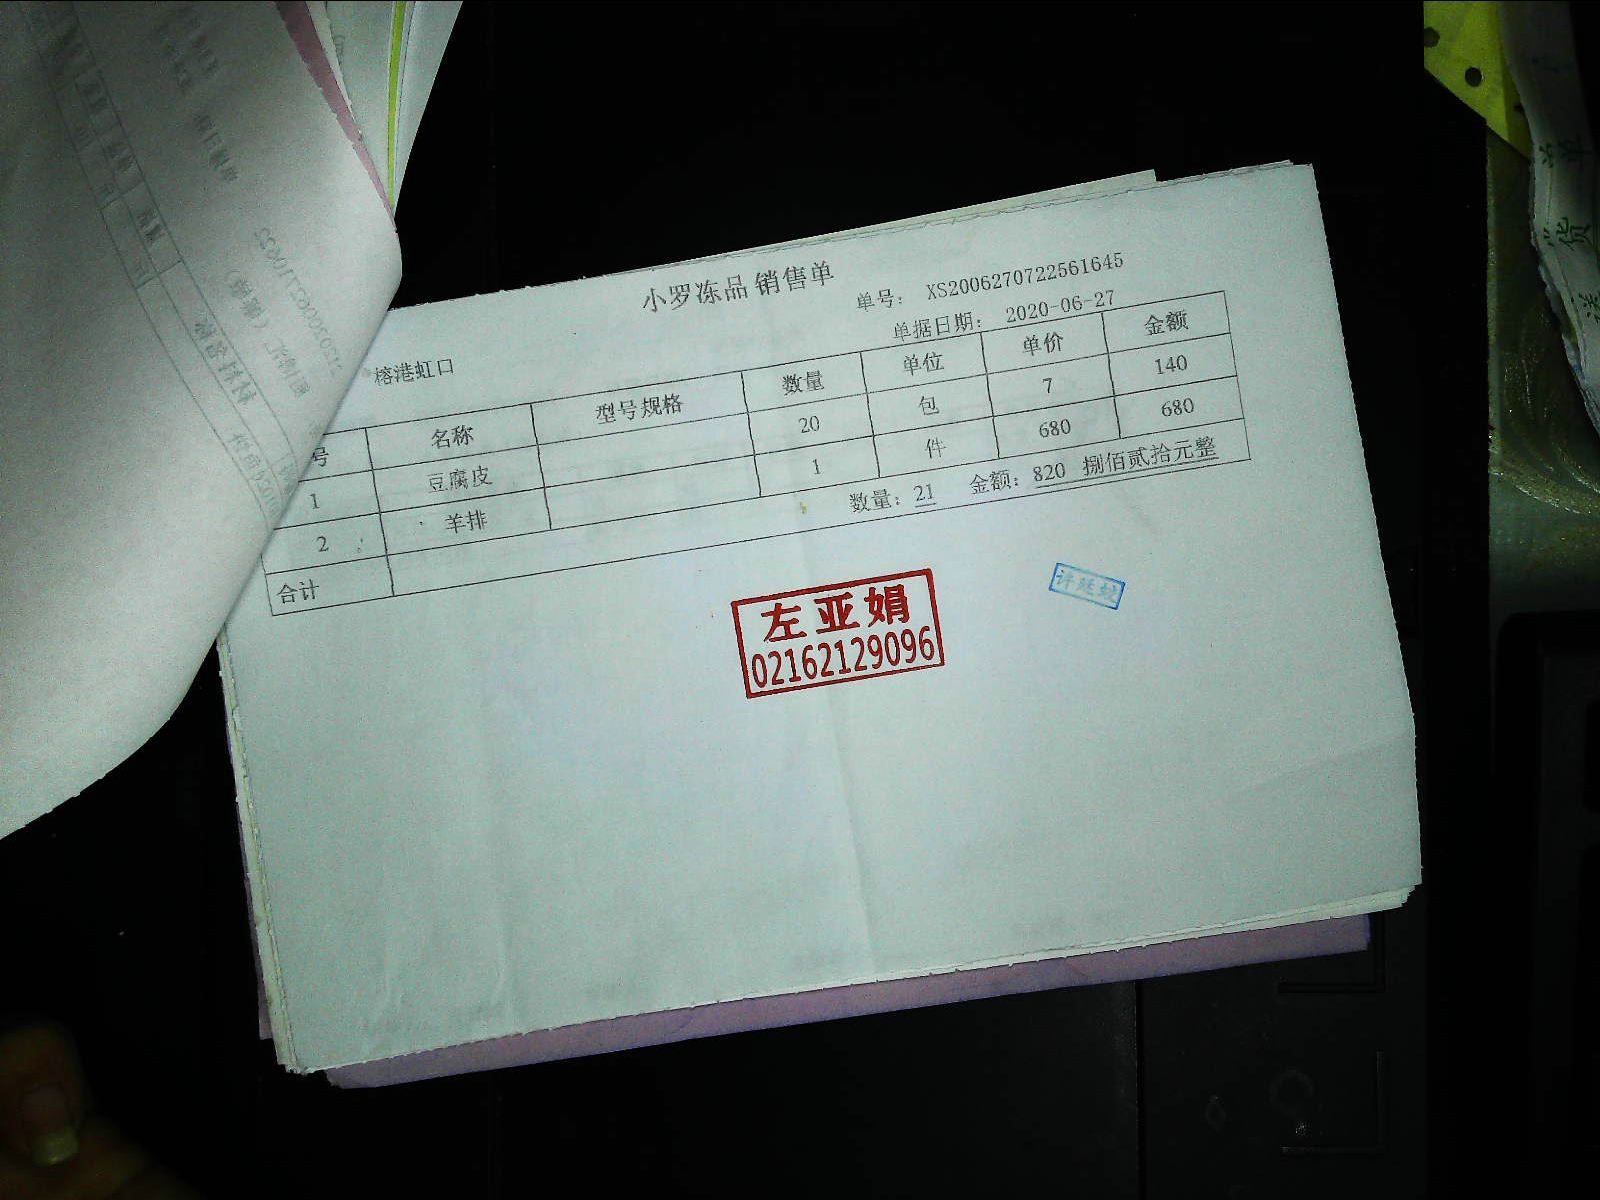 小罗冻品 销售单
单号： XS2006270722561645
榕港虹口 单据日期： 2020-06-27
号 名称 型号规格 数量 单位 单价 金额
1 豆腐皮 20 包 7 140
2 羊排 1 件 680 680
合计 数量：21 金额：820 捌佰贰拾元整
左亚娟
02162129096